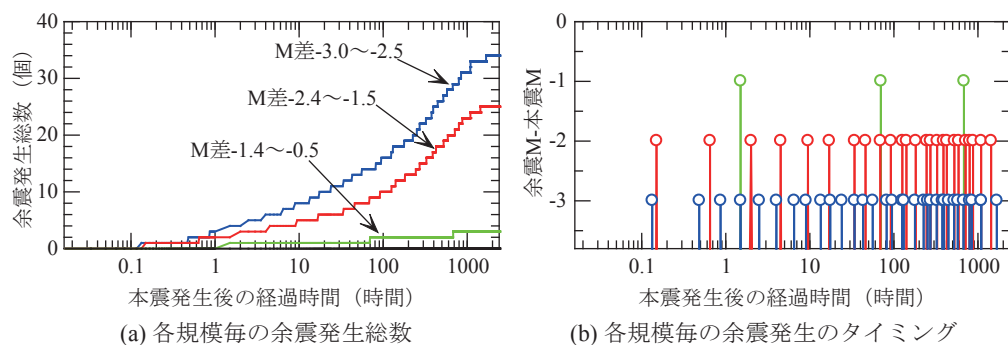 40
30
20
10
0
余震発生総数（個）
M差-3.0〜-2.5
M差-2.4〜-1.5
M差-1.4〜-0.5
0.1 1 10 100 1000
本震発生後の経過時間（時間）
(a) 各規模毎の余震発生総数
0
-1
-2
-3
余震M-本震M
0.1 1 10 100 1000
本震発生後の経過時間（時間）
(b) 各規模毎の余震発生のタイミング